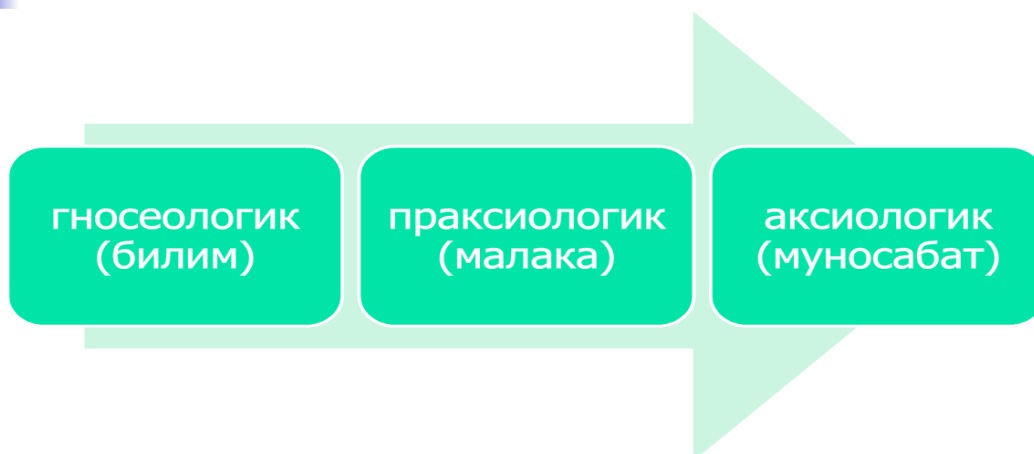 гносеологик
(билим)
праксиологик
(малака)
аксиологик
(муносабат)